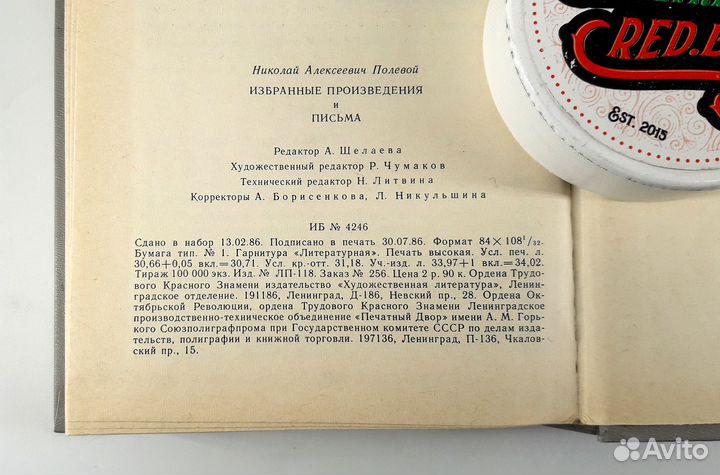 Николай Алексеевич Полевой
ИЗБРАННЫЕ ПРОИЗВЕДЕНИЯ
и
ПИСЬМА
Редактор А. Шелаева
Художественный редактор Р. Чумаков
Технический редактор Н. Литвина
Корректоры А. Борисенкова, Л. Никульшина
ИБ № 4246
Сдано в набор 13.02.86. Подписано в печать 30.07.86. Формат 84×108¹/₃₂.
Бумага тип. № 1. Гарнитура «Литературная». Печать высокая. Усл. печ. л.
30,66+0,05 вкл.=30,71. Усл. кр.-отт. 31,18. Уч.-изд. л. 33,97+1 вкл.=34,02.
Тираж 100 000 экз. Изд. № ЛП-118. Заказ № 256. Цена 2 р. 90 к. Ордена Трудо-
вого Красного Знамени издательство «Художественная литература», Ленин-
градское отделение. 191186, Ленинград, Д-186, Невский пр., 28. Ордена Ок-
тябрьской Революции, ордена Трудового Красного Знамени Ленинградское
производственно-техническое объединение «Печатный Двор» имени А. М. Горь-
кого Союзполиграфпрома при Государственном комитете СССР по делам изда-
тельств, полиграфии и книжной торговли. 197136, Ленинград, П-136, Чкалов-
ский пр., 15.
RED.
EST. 2015
Avito